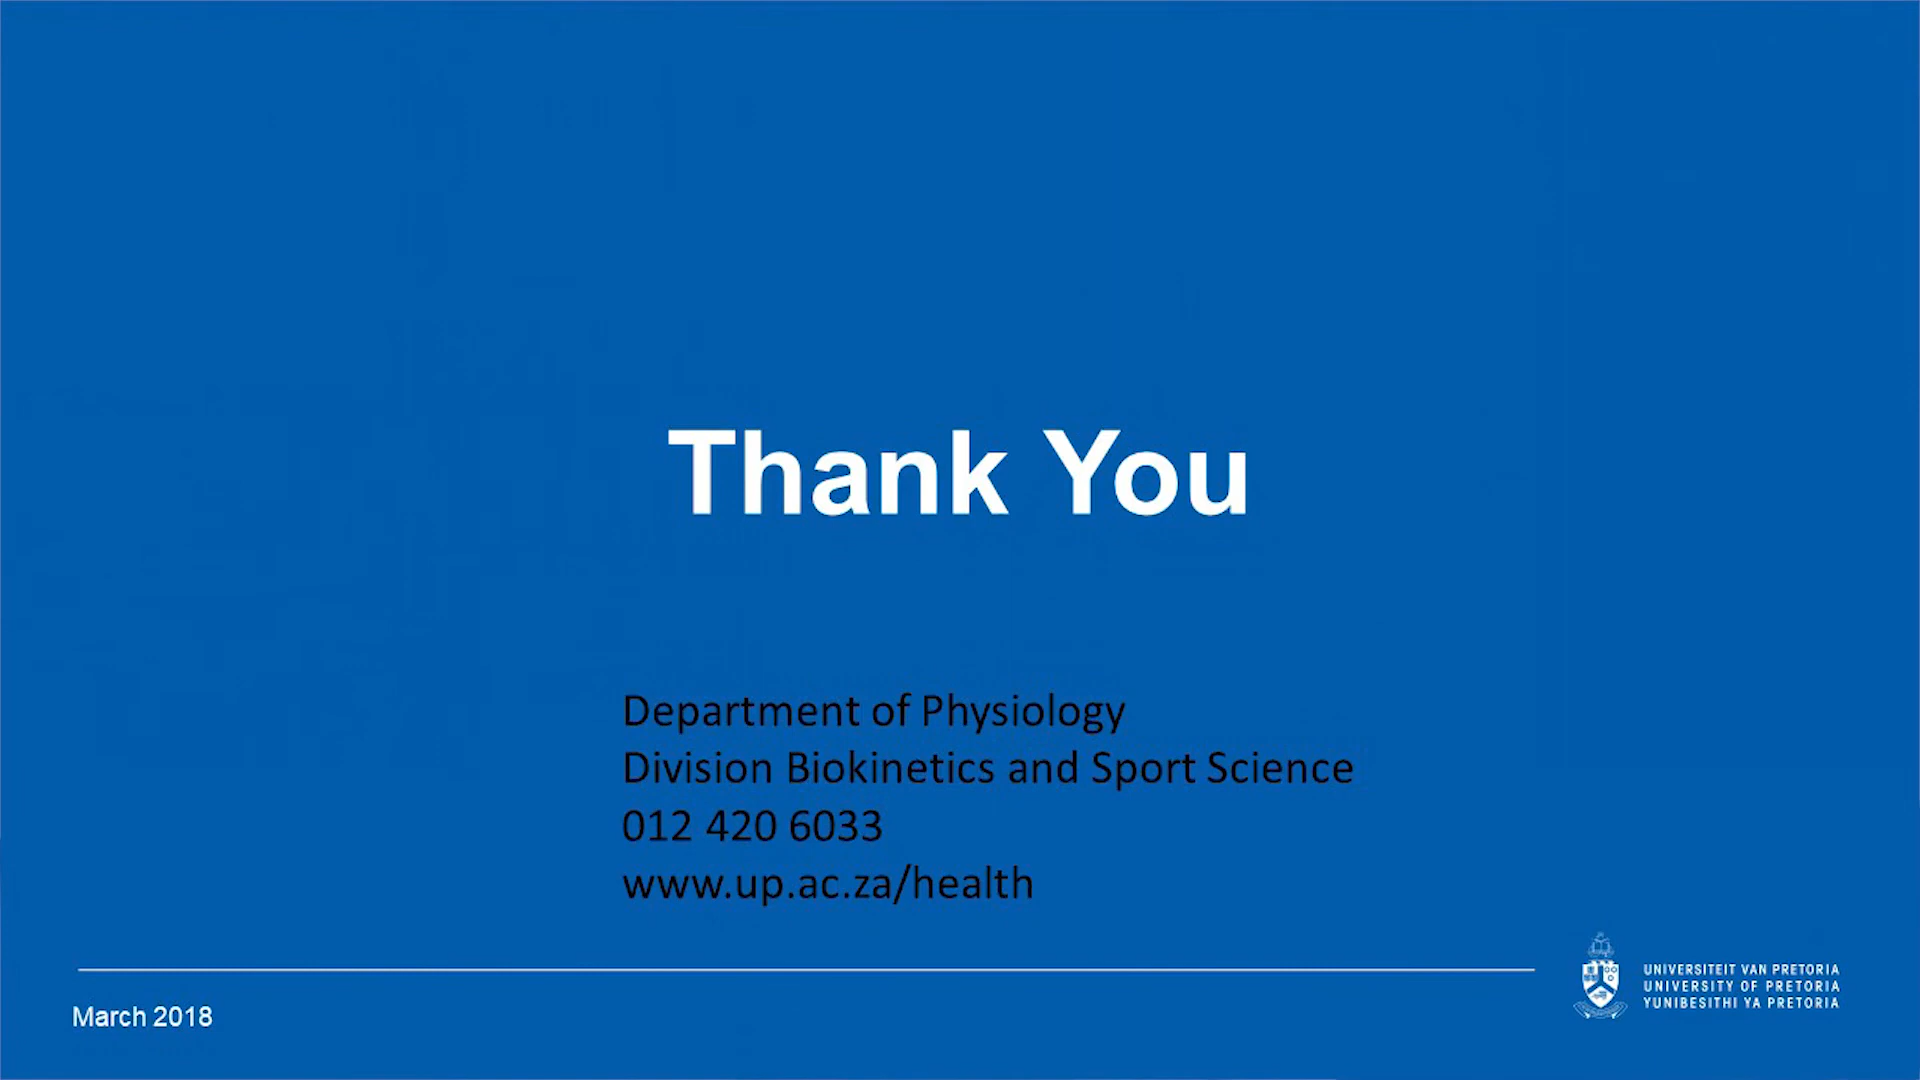 Thank You
Department of Physiology
Division Biokinetics and Sport Science
012 420 6033
www.up.ac.za/health
March 2018
UNIVERSITEIT VAN PRETORIA
UNIVERSITY OF PRETORIA
YUNIBESITHI YA PRETORIA